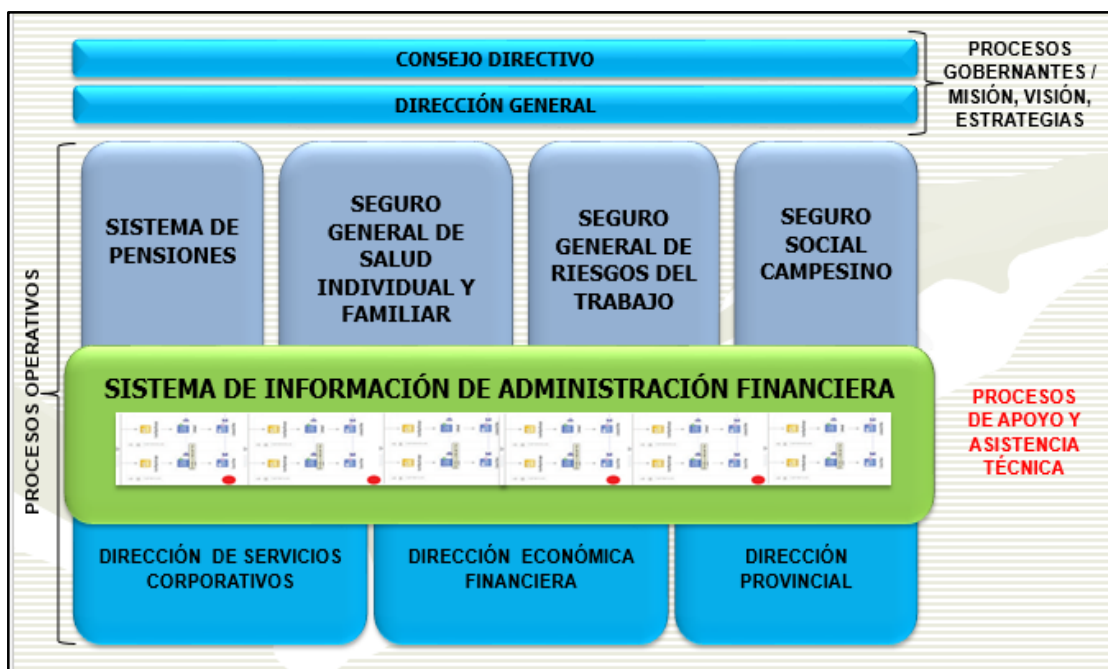 CONSEJO DIRECTIVO
DIRECCIÓN GENERAL
PROCESOS
GOBERNANTES /
MISIÓN, VISIÓN,
ESTRATEGIAS
PROCESOS OPERATIVOS
SISTEMA DE
PENSIONES
SEGURO
GENERAL DE
SALUD
INDIVIDUAL Y
FAMILIAR
SEGURO
GENERAL DE
RIESGOS DEL
TRABAJO
SEGURO
SOCIAL
CAMPESINO
SISTEMA DE INFORMACIÓN DE ADMINISTRACIÓN FINANCIERA
PROCESOS
DE APOYO Y
ASISTENCIA
TÉCNICA
DIRECCIÓN DE SERVICIOS
CORPORATIVOS
DIRECCIÓN ECONÓMICA
FINANCIERA
DIRECCIÓN
PROVINCIAL